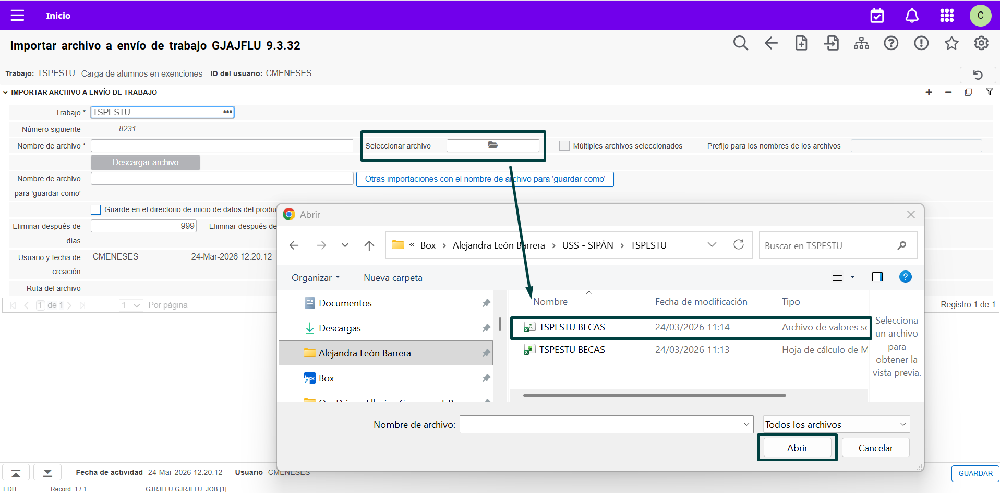 Inicio
C
Importar archivo a envío de trabajo GJAJFLU 9.3.32
Trabajo: TSPESTU Carga de alumnos en exenciones ID del usuario: CMENESES
IMPORTAR ARCHIVO A ENVÍO DE TRABAJO
Trabajo * TSPESTU
Número siguiente 8231
Nombre de archivo * Seleccionar archivo Múltiples archivos seleccionados Prefijo para los nombres de los archivos
Descargar archivo
Nombre de archivo para 'guardar como' Otras importaciones con el nombre de archivo para 'guardar como'
Guarde en el directorio de inicio de datos del
Eliminar después de días 999 Eliminar después de
Usuario y fecha de creación CMENESES 24-Mar-2026 12:20:12
Ruta del archivo
1 de 1 1 Por página Registro 1 de 1
Abrir
« Box › Alejandra León Barrera › USS - SIPÁN › TSPESTU Buscar en TSPESTU
Organizar Nueva carpeta ?
Documentos
Descargas
Alejandra León Barrera
box Box
Nombre Fecha de modificación Tipo
TSPESTU BECAS 24/03/2026 11:14 Archivo de valores se
TSPESTU BECAS 24/03/2026 11:13 Hoja de cálculo de M
Selecciona
un archivo
para
obtener la
vista previa.
Nombre de archivo: Todos los archivos
Abrir Cancelar
Fecha de actividad 24-Mar-2026 12:20:12 Usuario CMENESES
GUARDAR
EDIT Record: 1 / 1 GJRJFLU.GJRJFLU_JOB [1]